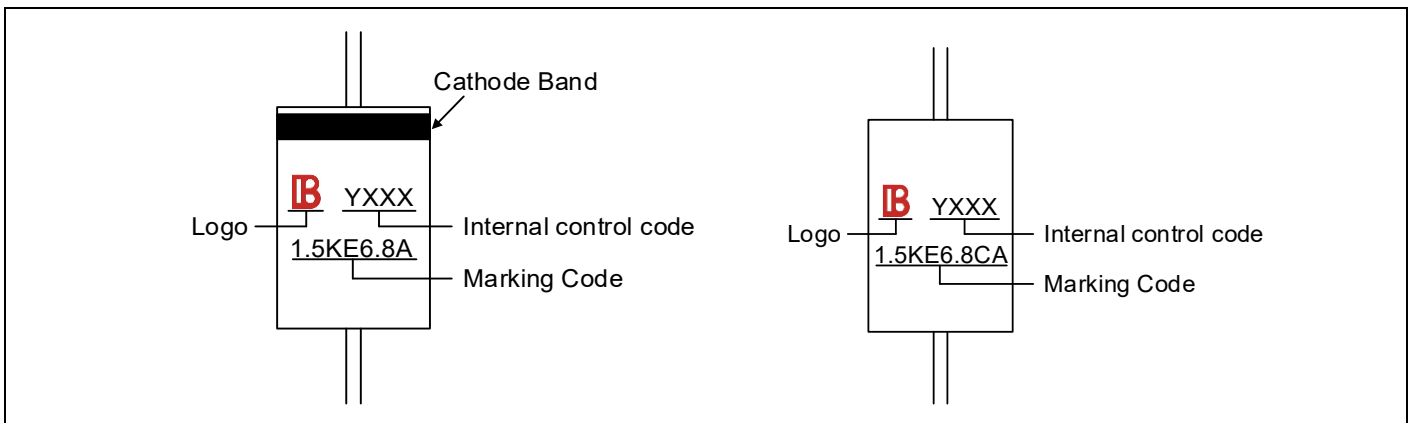 Cathode Band
YXXX
Logo
Internal control code
1.5KE6.8A
Marking Code
YXXX
Logo
Internal control code
1.5KE6.8CA
Marking Code